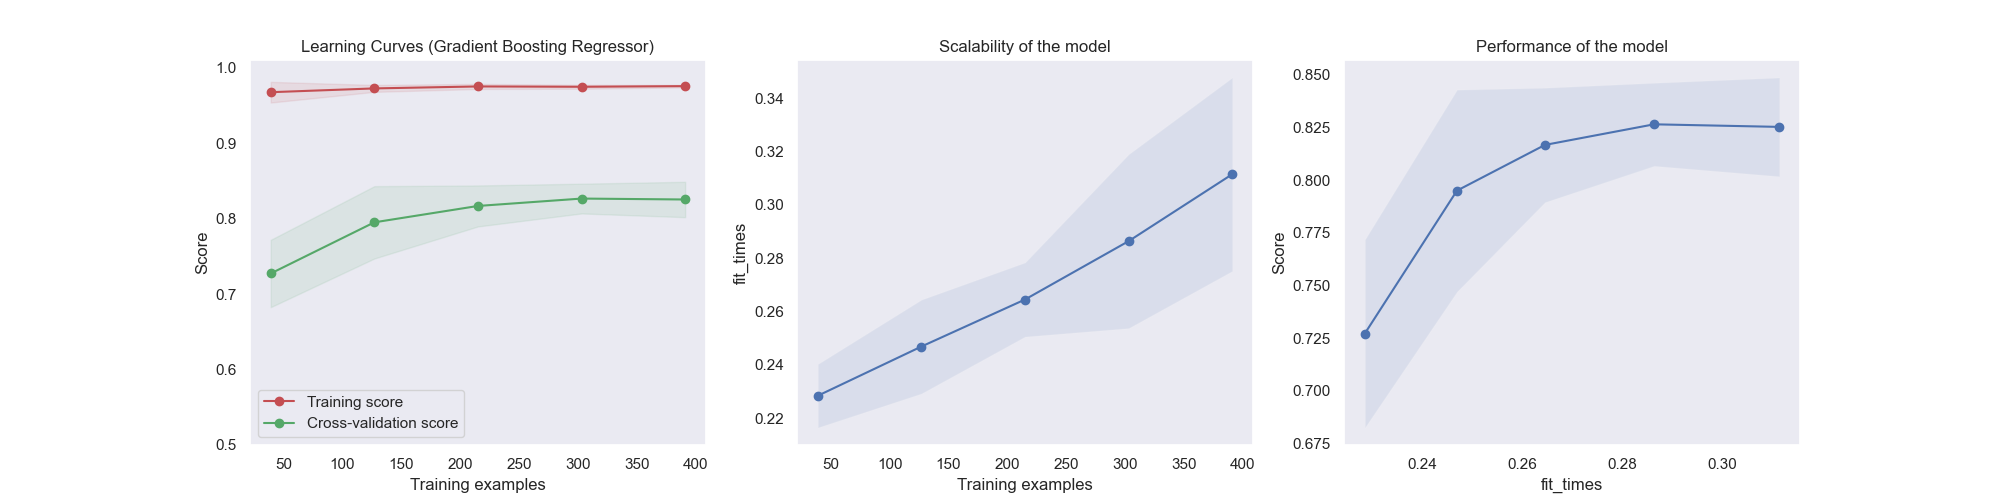 Learning Curves (Gradient Boosting Regressor)
1.0
0.9
0.8
0.7
0.6
0.5
Score
Training score
Cross-validation score
50 100 150 200 250 300 350 400
Training examples
Scalability of the model
0.34
0.32
0.30
0.28
0.26
0.24
0.22
fit_times
50 100 150 200 250 300 350 400
Training examples
Performance of the model
0.850
0.825
0.800
0.775
0.750
0.725
0.700
0.675
Score
0.24 0.26 0.28 0.30
fit_times